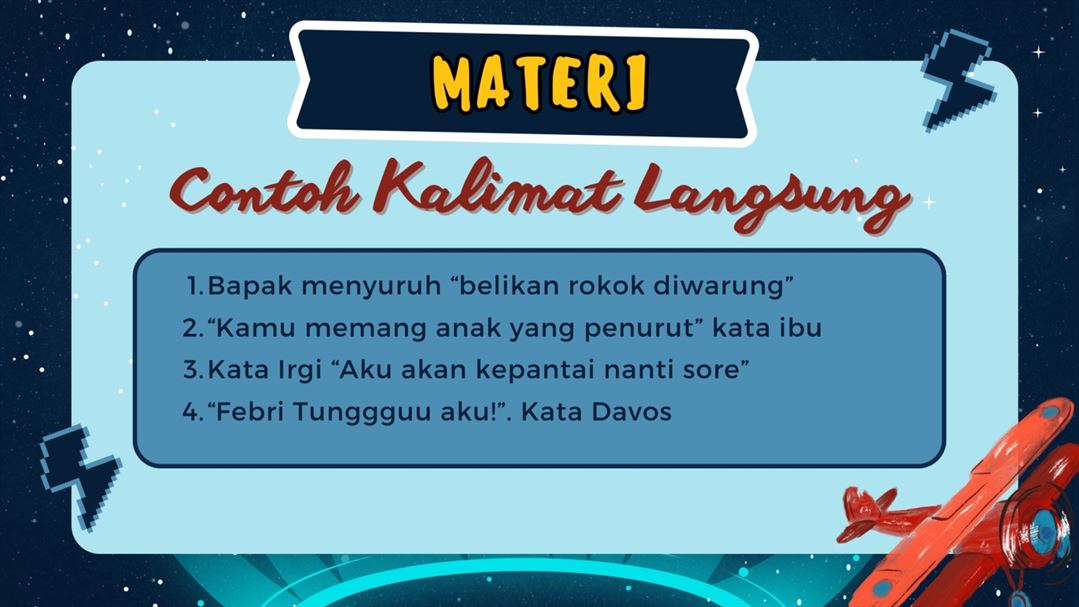 MATERI
Contoh Kalimat Langsung
1. Bapak menyuruh “belikan rokok diwarung”
2. “Kamu memang anak yang penurut” kata ibu
3. Kata Irgi “Aku akan kepantai nanti sore”
4. “Febri Tunggguu aku!”. Kata Davos